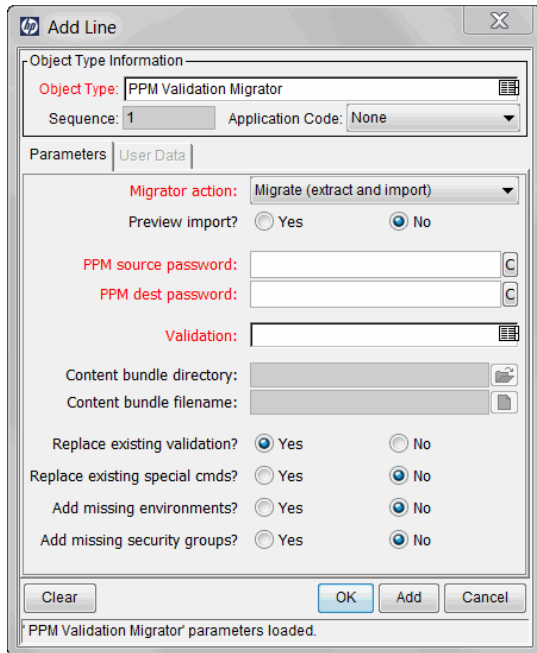 hp Add Line X
Object Type Information
Object Type: PPM Validation Migrator
Sequence: 1 Application Code: None
Parameters User Data
Migrator action: Migrate (extract and import)
Preview import? Yes No
PPM source password: C
PPM dest password: C
Validation:
Content bundle directory:
Content bundle filename:
Replace existing validation? Yes No
Replace existing special cmds? Yes No
Add missing environments? Yes No
Add missing security groups? Yes No
Clear OK Add Cancel
' PPM Validation Migrator' parameters loaded.